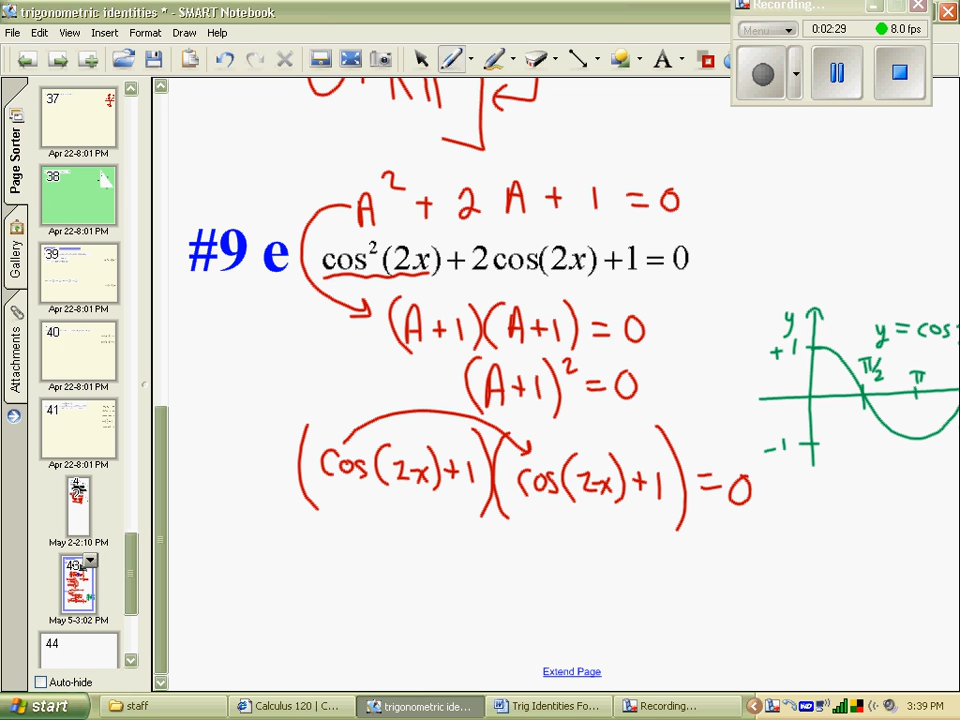 trigonometric identities * - SMART Notebook
Recording...
File Edit View Insert Format Draw Help
Menu
02:29
8.0 fps
Page Sorter
Gallery
Attachments
37
Apr 22-8:01 PM
38
Apr 22-8:01 PM
39
Apr 22-8:01 PM
40
Apr 22-8:01 PM
41
Apr 22-8:01 PM
May 2-2:10 PM
43
May 5-3:02 PM
44
Auto-hide
A² + 2 A + 1 = 0
#9 e
cos²(2x)+2cos(2x)+1=0
(A+1)(A+1) = 0
(A+1)² = 0
(cos(2x)+1)(cos(2x)+1) = 0
y
y = cos
+1
π/2
π
-1
Extend Page
start
staff
Calculus 120 | C...
trigonometric ide...
Trig Identities Fo...
Recording...
3:39 PM